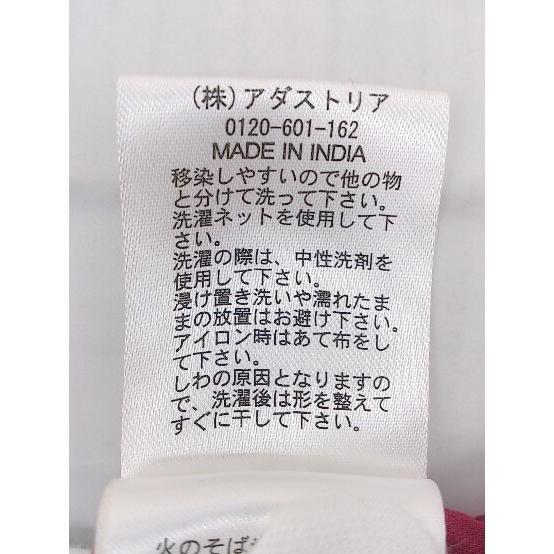 (株)アダストリア
0120-601-162
MADE IN INDIA
移染しやすいので他の物
と分けて洗って下さい。
洗濯ネットを使用して下
さい。
洗濯の際は、中性洗剤を
使用して下さい。
浸け置き洗いや濡れたま
まの放置はお避け下さい。
アイロン時はあて布をし
て下さい。
しわの原因となりますの
で、洗濯後は形を整えて
すぐに干して下さい。
火のそば